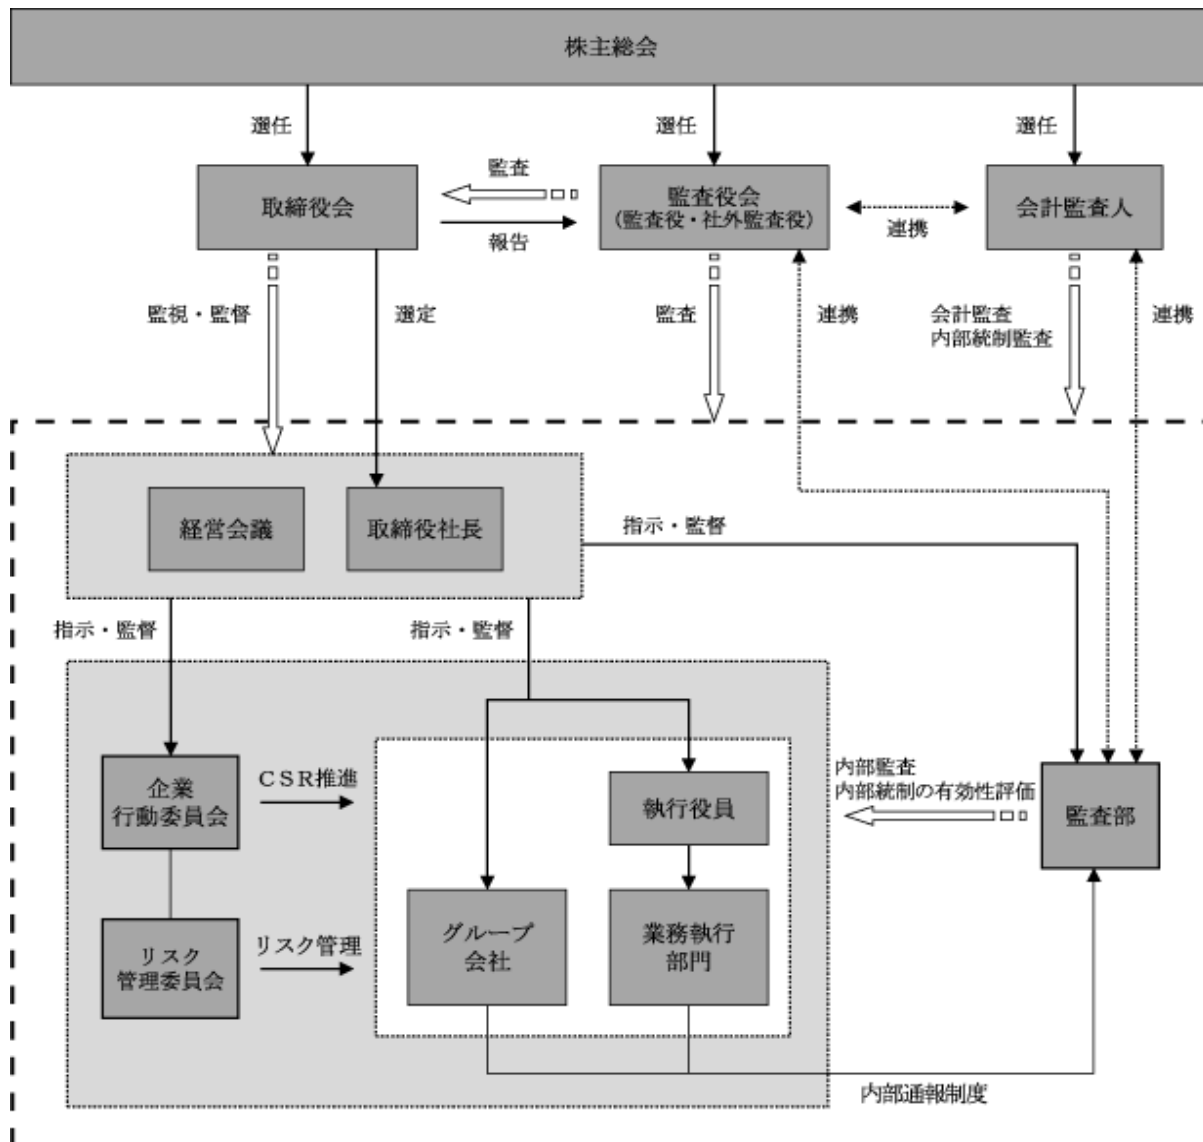 株主総会
選任
選任
選任
取締役会
監査
報告
監査役会
(監査役・社外監査役)
連携
会計監査人
監視・監督
選定
監査
連携
会計監査
内部統制監査
連携
経営会議
取締役社長
指示・監督
指示・監督
指示・監督
企業
行動委員会
CSR推進
執行役員
内部監査
内部統制の有効性評価
監査部
リスク
管理委員会
リスク管理
グループ
会社
業務執行
部門
内部通報制度